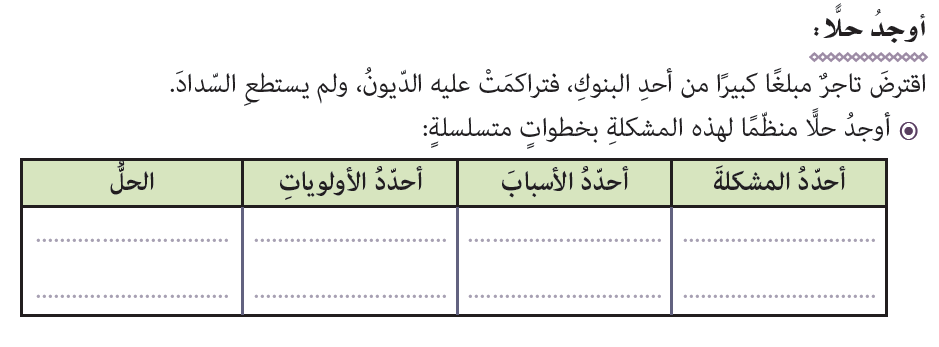 أوجدُ حلًّا:
اقترضَ تاجرٌ مبلغًا كبيرًا من أحدِ البنوكِ، فتراكمَتْ عليه الدّيونُ، ولم يستطعِ السّدادَ.
أوجدُ حلًّا منظّمًا لهذه المشكلةِ بخطواتٍ متسلسلةٍ:
أحدّدُ المشكلةَ أحدّدُ الأسبابَ أحدّدُ الأولوياتِ الحلُّ